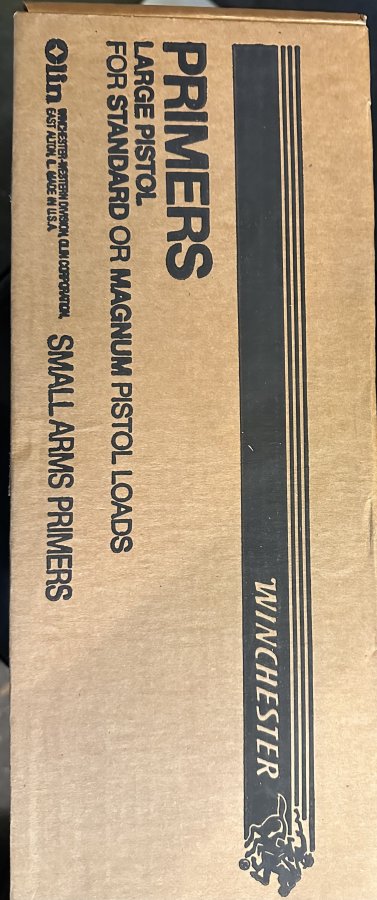 WINCHESTER
PRIMERS
LARGE PISTOL
FOR STANDARD OR MAGNUM PISTOL LOADS
Olin
WINCHESTER-WESTERN DIVISION OLIN CORPORATION,
EAST ALTON, IL MADE IN U.S.A.
SMALL ARMS PRIMERS